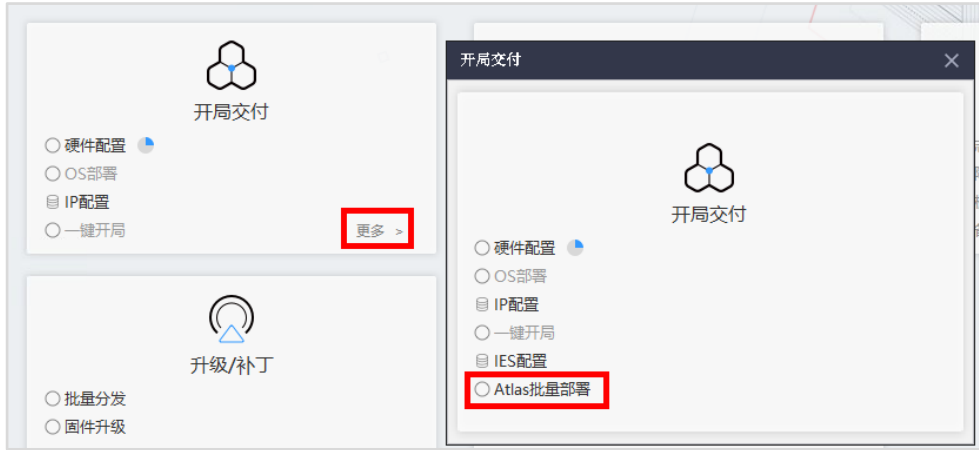 开局交付
硬件配置
OS部署
IP配置
一键开局
更多 >
升级/补丁
批量分发
固件升级
开局交付
开局交付
硬件配置
OS部署
IP配置
一键开局
IES配置
Atlas批量部署